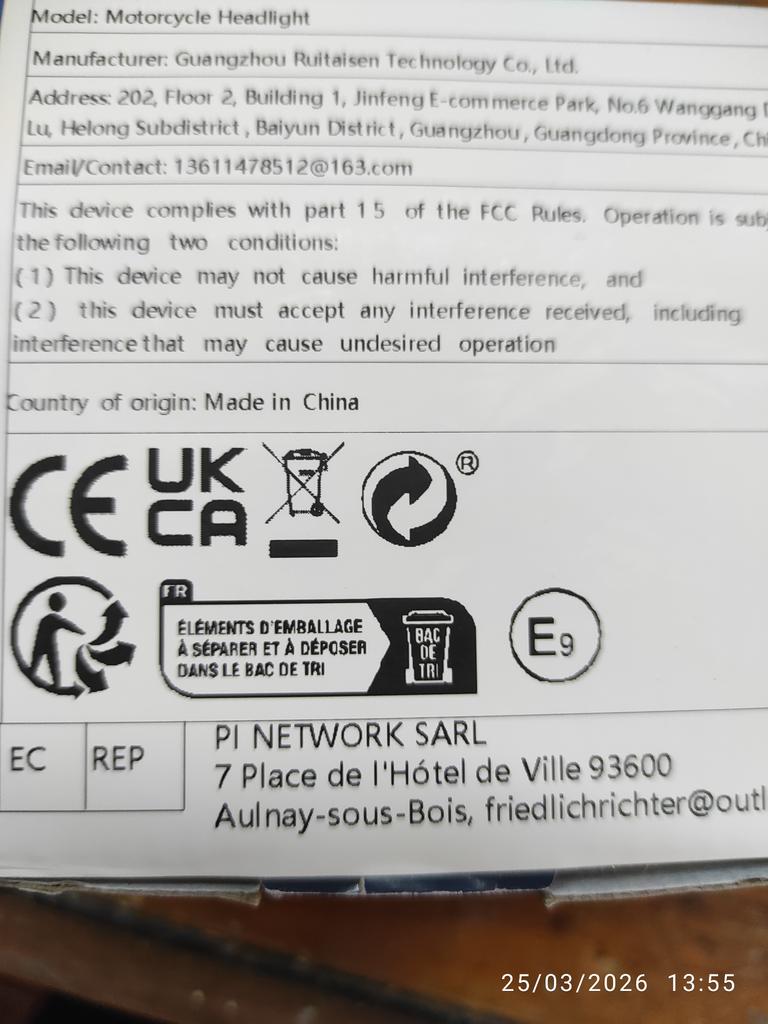 Model: Motorcycle Headlight
Manufacturer: Guangzhou Ruitaisen Technology Co., Ltd.
Address: 202, Floor 2, Building 1, Jinfeng E-commerce Park, No.6 Wanggang
Lu, Helong Subdistrict, Baiyun District, Guangzhou, Guangdong Province, Chi
Email/Contact: 13611478512@163.com
This device complies with part 15 of the FCC Rules. Operation is sub
the following two conditions:
(1) This device may not cause harmful interference, and
(2) this device must accept any interference received, including
interference that may cause undesired operation
Country of origin: Made in China
CE UK CA ®
FR
ÉLÉMENTS D'EMBALLAGE
À SÉPARER ET À DÉPOSER
DANS LE BAC DE TRI
BAC
DE
TRI
E9
EC REP
PI NETWORK SARL
7 Place de l'Hótel de Ville 93600
Aulnay-sous-Bois, friedlichrichter@outl
25/03/2026 13:55